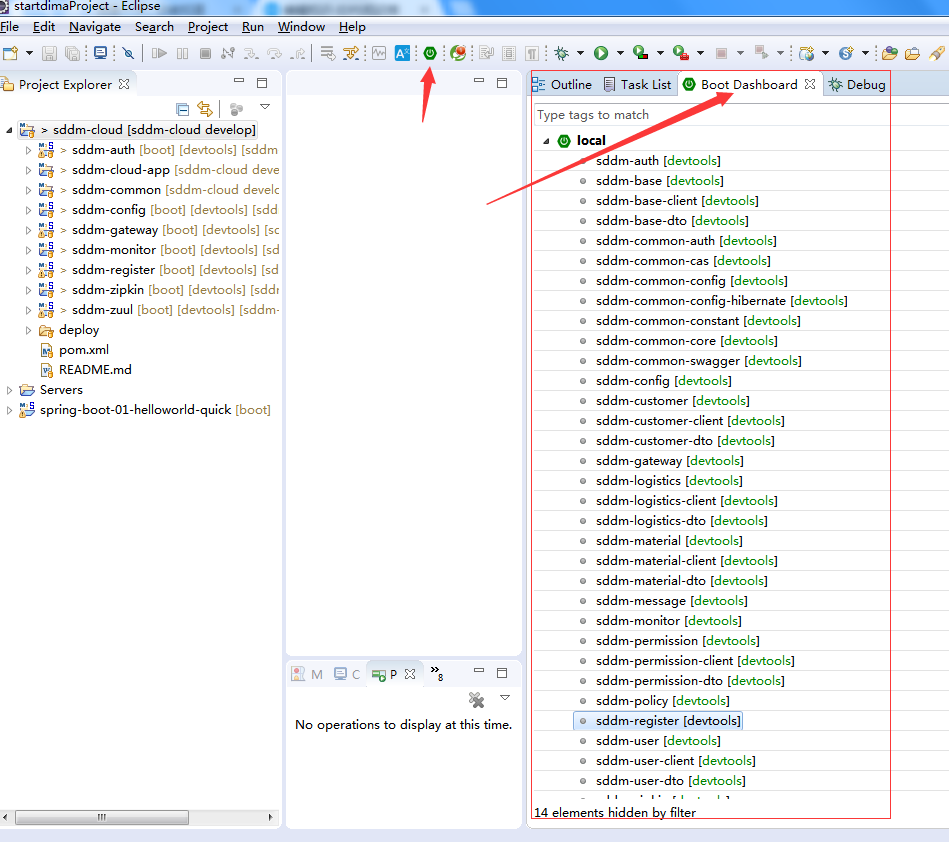 startdimaProject - Eclipse
File Edit Navigate Search Project Run Window Help
Project Explorer
> sddm-cloud [sddm-cloud develop]
> sddm-auth [boot] [devtools] [sddm
> sddm-cloud-app [sddm-cloud deve
> sddm-common [sddm-cloud develo
> sddm-config [boot] [devtools] [sdd
> sddm-gateway [boot] [devtools] [sc
> sddm-monitor [boot] [devtools] [sd
> sddm-register [boot] [devtools] [sd
> sddm-zipkin [boot] [devtools] [sddn
> sddm-zuul [boot] [devtools] [sddm-
deploy
pom.xml
README.md
Servers
spring-boot-01-helloworld-quick [boot]
M C P 8
No operations to display at this time.
Outline Task List Boot Dashboard Debug
Type tags to match
local
sddm-auth [devtools]
sddm-base [devtools]
sddm-base-client [devtools]
sddm-base-dto [devtools]
sddm-common-auth [devtools]
sddm-common-cas [devtools]
sddm-common-config [devtools]
sddm-common-config-hibernate [devtools]
sddm-common-constant [devtools]
sddm-common-core [devtools]
sddm-common-swagger [devtools]
sddm-config [devtools]
sddm-customer [devtools]
sddm-customer-client [devtools]
sddm-customer-dto [devtools]
sddm-gateway [devtools]
sddm-logistics [devtools]
sddm-logistics-client [devtools]
sddm-logistics-dto [devtools]
sddm-material [devtools]
sddm-material-client [devtools]
sddm-material-dto [devtools]
sddm-message [devtools]
sddm-monitor [devtools]
sddm-permission [devtools]
sddm-permission-client [devtools]
sddm-permission-dto [devtools]
sddm-policy [devtools]
sddm-register [devtools]
sddm-user [devtools]
sddm-user-client [devtools]
sddm-user-dto [devtools]
14 elements hidden by filter